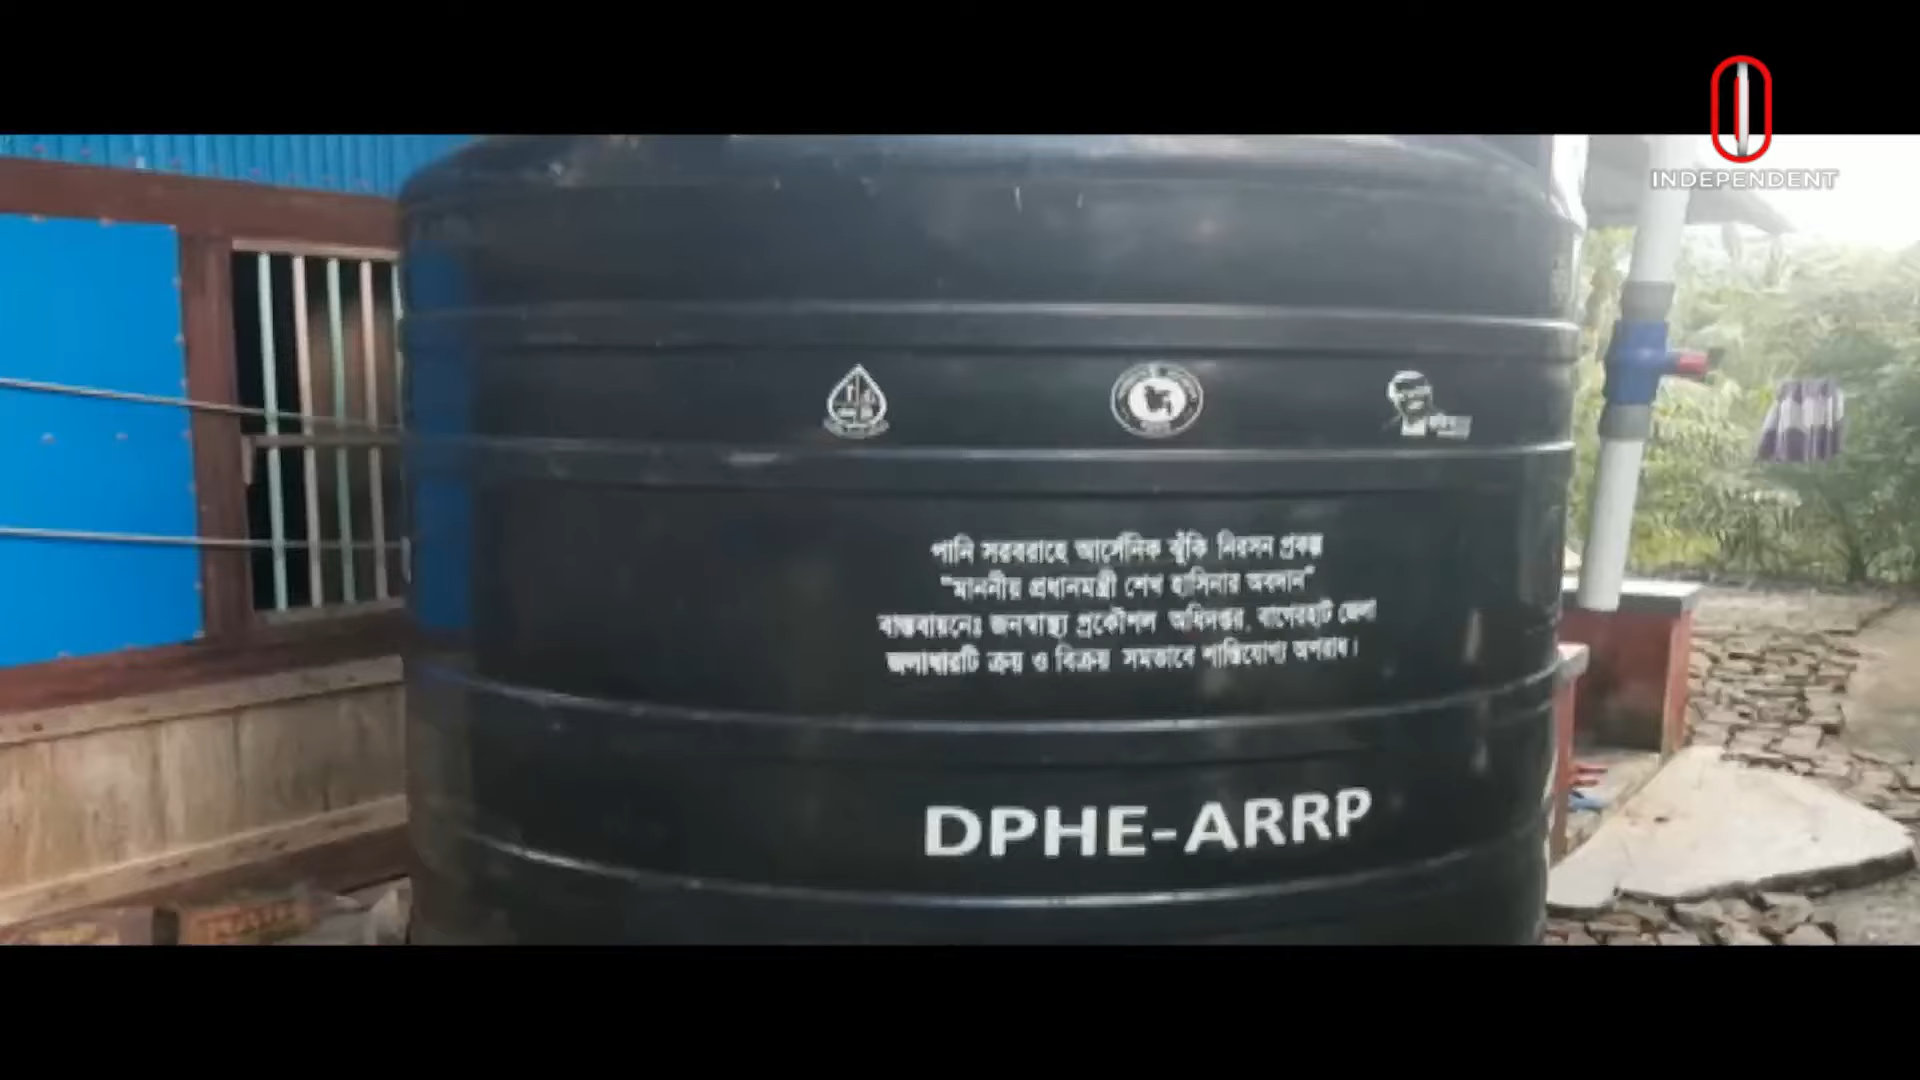 INDEPENDENT
পানি সরবরাহে আর্সেনিক ঝুঁকি নিরসন প্রকল্প
"মাননীয় প্রধানমন্ত্রী শেখ হাসিনার অবদান"
বাস্তবায়নেঃ জনস্বাস্থ্য প্রকৌশল অধিদপ্তর, বাগেরহাট জেলা
জলাধারটি ক্রয় ও বিক্রয় সমভাবে শাস্তিযোগ্য অপরাধ।
DPHE-ARRP